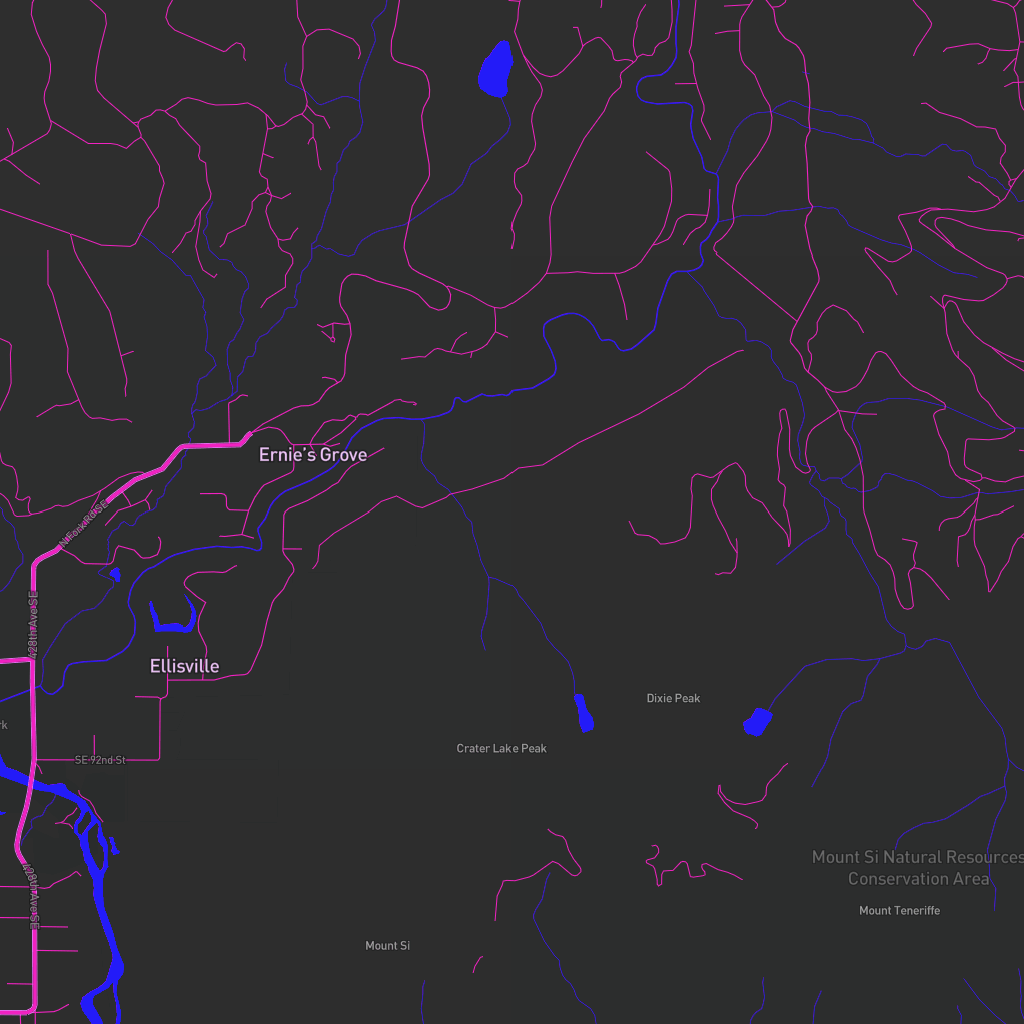 Ernie's Grove
N Fork Rd SE
428th Ave SE
Ellisville
Dixie Peak
rk
Crater Lake Peak
SE 92nd St
Mount Si Natural Resources
Conservation Area
428th Ave SE
Mount Teneriffe
Mount Si